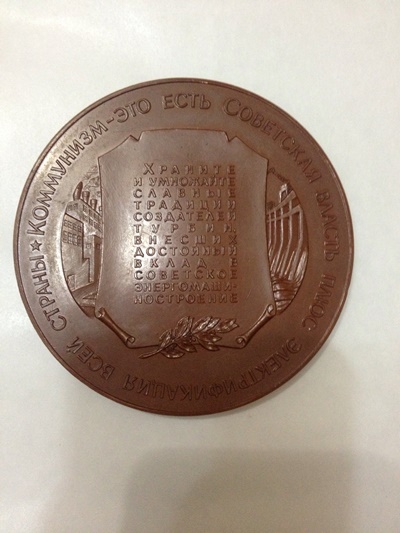 КОММУНИЗМ-ЭТО ЕСТЬ СОВЕТСКАЯ ВЛАСТЬ ПЛЮС ЭЛЕКТРИФИКАЦИЯ ВСЕЙ СТРАНЫ★
ХРАНИТЕ
И УМНОЖАЙТЕ
СЛАВНЫЕ
ТРАДИЦИИ
СОЗДАТЕЛЕЙ
ТУРБИН,
ВНЕСШИХ
ДОСТОЙНЫЙ
ВКЛАД В
СОВЕТСКОЕ
ЭНЕРГОМАШИ-
НОСТРОЕНИЕ